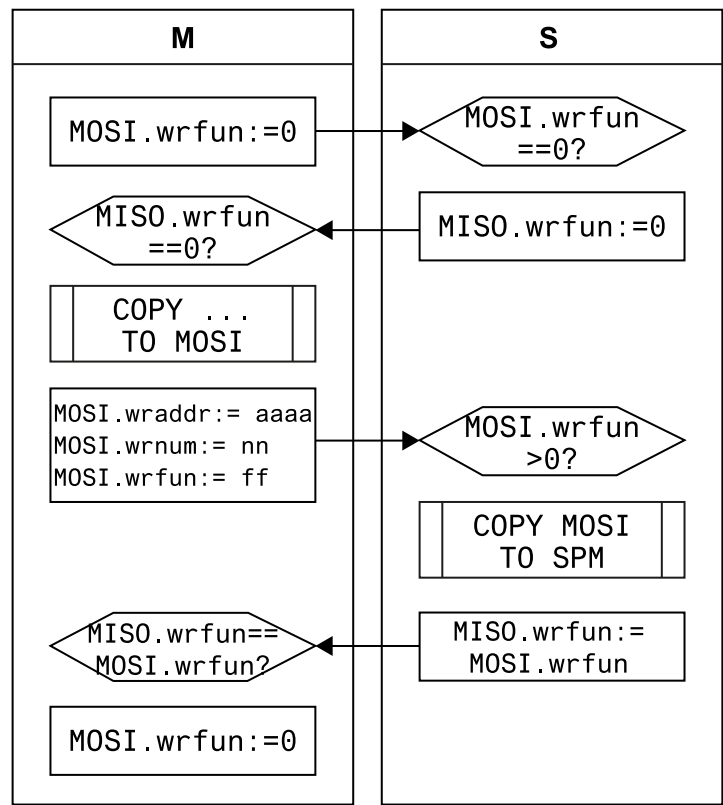 M
S
MOSI.wrfun:=0
MOSI.wrfun
==0?
MISO.wrfun
==0?
MISO.wrfun:=0
COPY ...
TO MOSI
MOSI.wraddr:= aaaa
MOSI.wrnum:= nn
MOSI.wrfun:= ff
MOSI.wrfun
>0?
COPY MOSI
TO SPM
MISO.wrfun==
MOSI.wrfun?
MISO.wrfun:=
MOSI.wrfun
MOSI.wrfun:=0